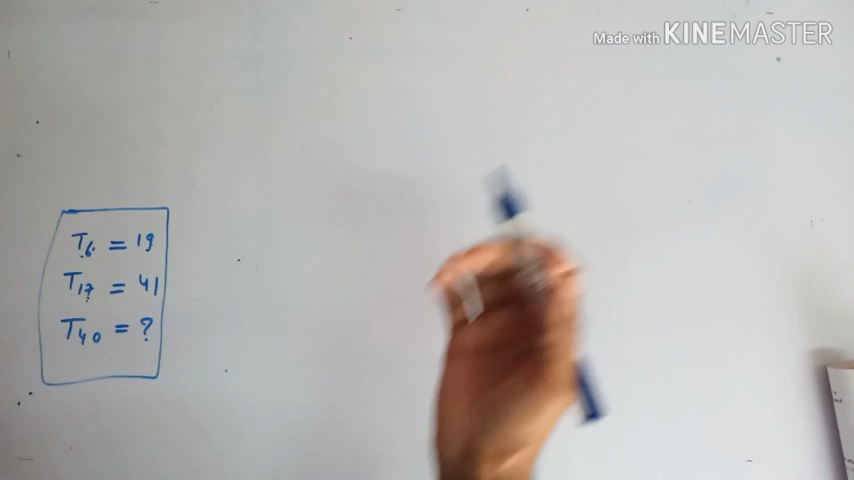 Made with KINEMASTER
T₆ = 19
T₁₇ = 41
T₄₀ = ?